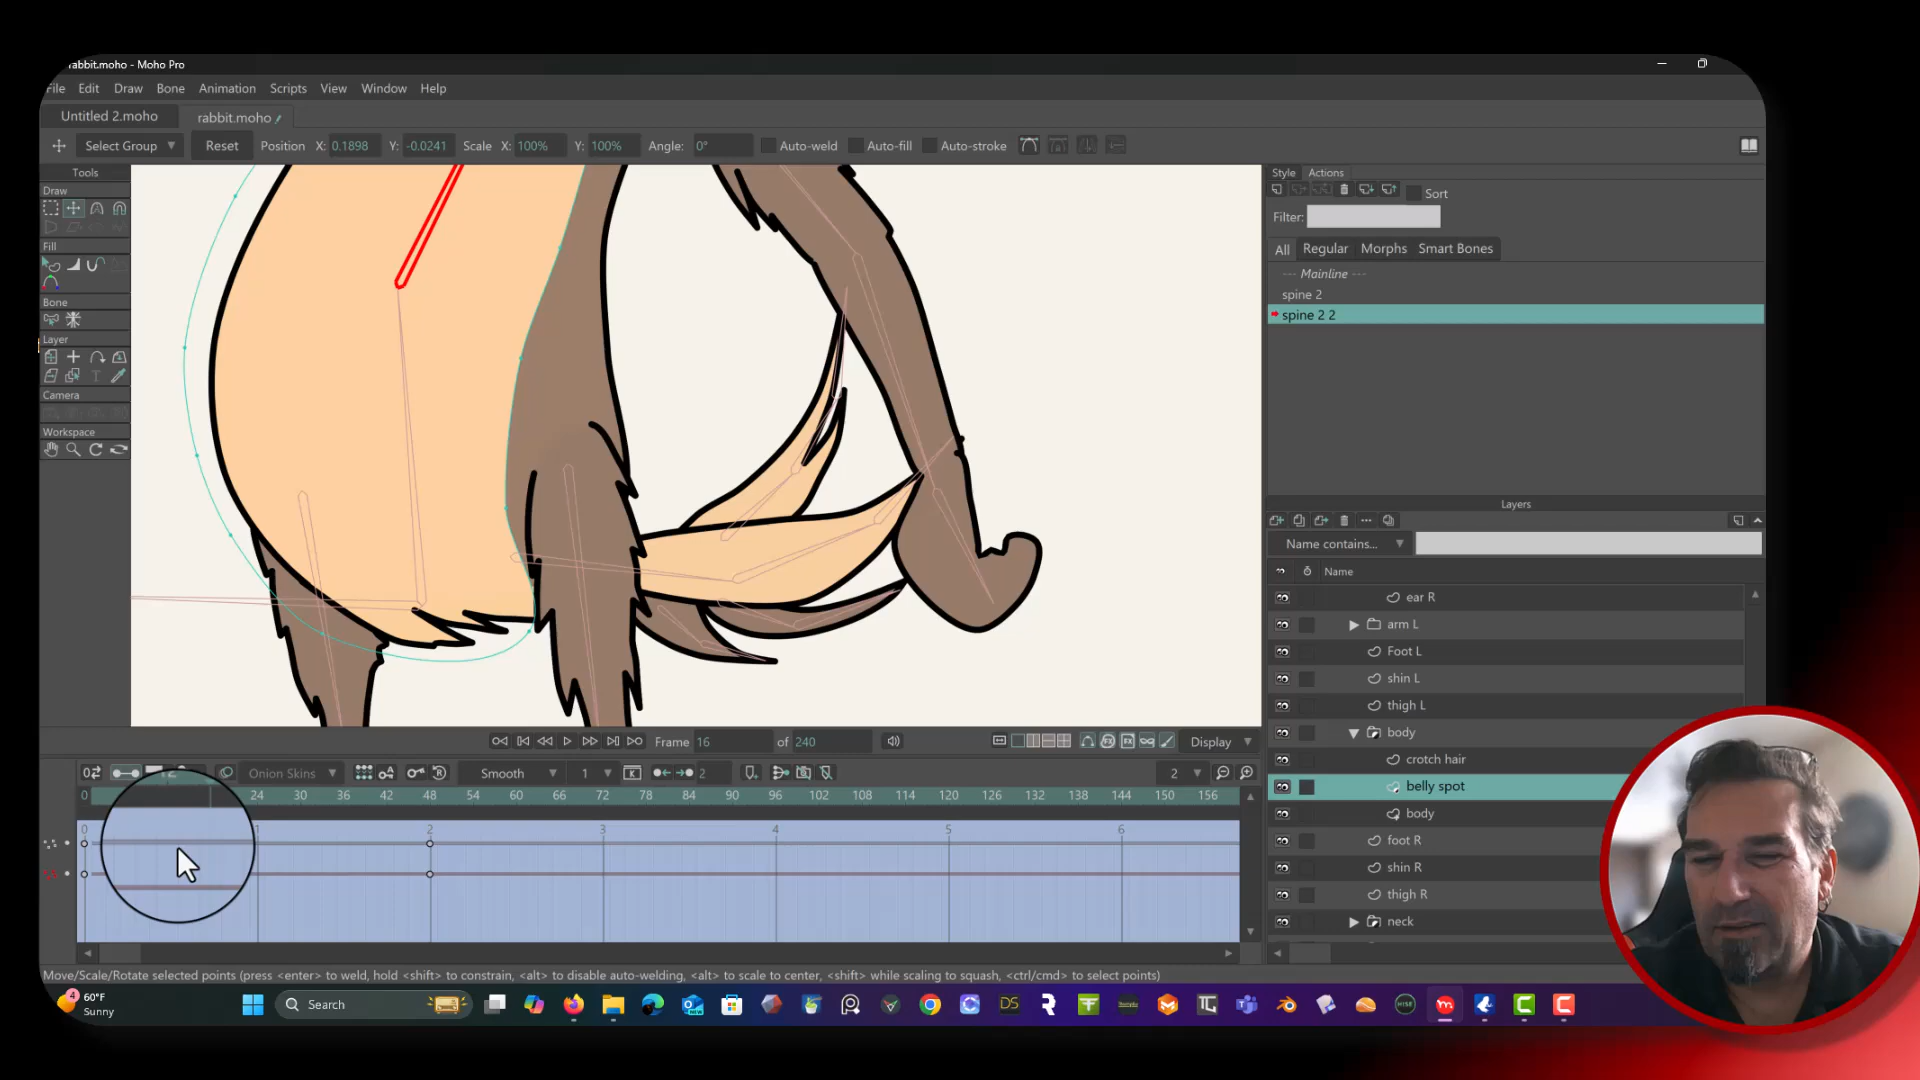 rabbit.moho - Moho Pro
File Edit Draw Bone Animation Scripts View Window Help
Untitled 2.moho rabbit.moho
Select Group Reset Position X: 0.1898 Y: -0.0241 Scale X: 100% Y: 100% Angle: 0° Auto-weld Auto-fill Auto-stroke
Tools
Draw
Fill
Bone
Layer
Camera
Workspace
Style Actions
Sort
Filter:
All Regular Morphs Smart Bones
--- Mainline ---
spine 2
spine 2 2
Layers
Name contains...
Name
ear R
arm L
Foot L
shin L
thigh L
body
crotch hair
belly spot
body
foot R
shin R
thigh R
neck
Frame 16 of 240 Display
Onion Skins Smooth 1 2 2
0 24 30 36 42 48 54 60 66 72 78 84 90 96 102 108 114 120 126 132 138 144 150 156
0 1 2 3 4 5 6
Move/Scale/Rotate selected points (press <enter> to weld, hold <shift> to constrain, <alt> to disable auto-welding, <alt> to scale to center, <shift> while scaling to squash, <ctrl/cmd> to select points)
4 60°F
Sunny
Search
NEW
DS